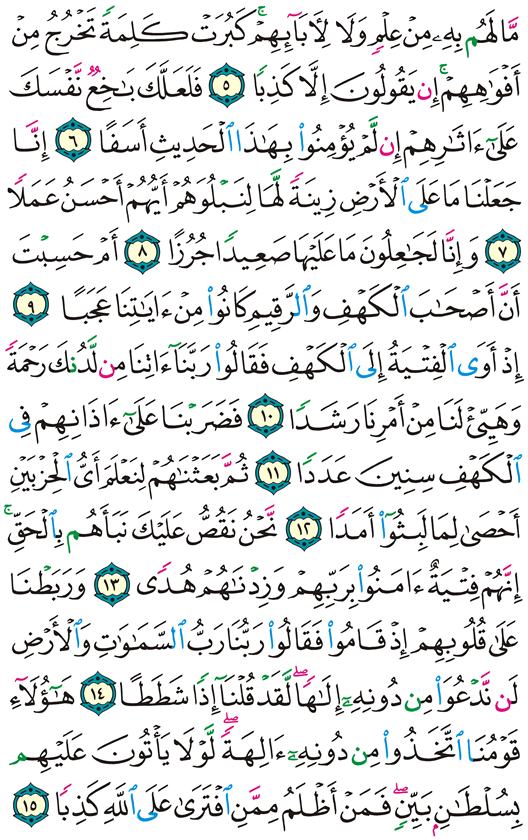 مَّا لَهُم بِهِۦ مِنْ عِلْمٍ وَلَا لِأَبَآئِهِمْ ۚ كَبُرَتْ كَلِمَةً تَخْرُجُ مِنْ
أَفْوَٰهِهِمْ ۚ إِن يَقُولُونَ إِلَّا كَذِبًا ٥ فَلَعَلَّكَ بَٰخِعٌ نَّفْسَكَ
عَلَىٰٓ ءَاثَٰرِهِمْ إِن لَّمْ يُؤْمِنُوا۟ بِهَٰذَا ٱلْحَدِيثِ أَسَفًا ٦ إِنَّا
جَعَلْنَا مَا عَلَى ٱلْأَرْضِ زِينَةً لَّهَا لِنَبْلُوَهُمْ أَيُّهُمْ أَحْسَنُ عَمَلًا
٧ وَإِنَّا لَجَٰعِلُونَ مَا عَلَيْهَا صَعِيدًا جُرُزًا ٨ أَمْ حَسِبْتَ
أَنَّ أَصْحَٰبَ ٱلْكَهْفِ وَٱلرَّقِيمِ كَانُوا۟ مِنْ ءَايَٰتِنَا عَجَبًا ٩
إِذْ أَوَى ٱلْفِتْيَةُ إِلَى ٱلْكَهْفِ فَقَالُوا۟ رَبَّنَآ ءَاتِنَا مِن لَّدُنكَ رَحْمَةً
وَهَيِّئْ لَنَا مِنْ أَمْرِنَا رَشَدًا ١٠ فَضَرَبْنَا عَلَىٰٓ ءَاذَانِهِمْ فِى
ٱلْكَهْفِ سِنِينَ عَدَدًا ١١ ثُمَّ بَعَثْنَٰهُمْ لِنَعْلَمَ أَىُّ ٱلْحِزْبَيْنِ
أَحْصَىٰ لِمَا لَبِثُوٓا۟ أَمَدًا ١٢ نَّحْنُ نَقُصُّ عَلَيْكَ نَبَأَهُم بِٱلْحَقِّ ۚ
إِنَّهُمْ فِتْيَةٌ ءَامَنُوا۟ بِرَبِّهِمْ وَزِدْنَٰهُمْ هُدًى ١٣ وَرَبَطْنَا
عَلَىٰ قُلُوبِهِمْ إِذْ قَامُوا۟ فَقَالُوا۟ رَبُّنَا رَبُّ ٱلسَّمَٰوَٰتِ وَٱلْأَرْضِ
لَن نَّدْعُوَا۟ مِن دُونِهِۦٓ إِلَٰهًا ۖ لَّقَدْ قُلْنَآ إِذًا شَطَطًا ١٤ هَٰٓؤُلَآءِ
قَوْمُنَا ٱتَّخَذُوا۟ مِن دُونِهِۦٓ ءَالِهَةً ۖ لَّوْلَا يَأْتُونَ عَلَيْهِم
بِسُلْطَٰنٍۭ بَيِّنٍ ۖ فَمَنْ أَظْلَمُ مِمَّنِ ٱفْتَرَىٰ عَلَى ٱللَّهِ كَذِبًا ١٥